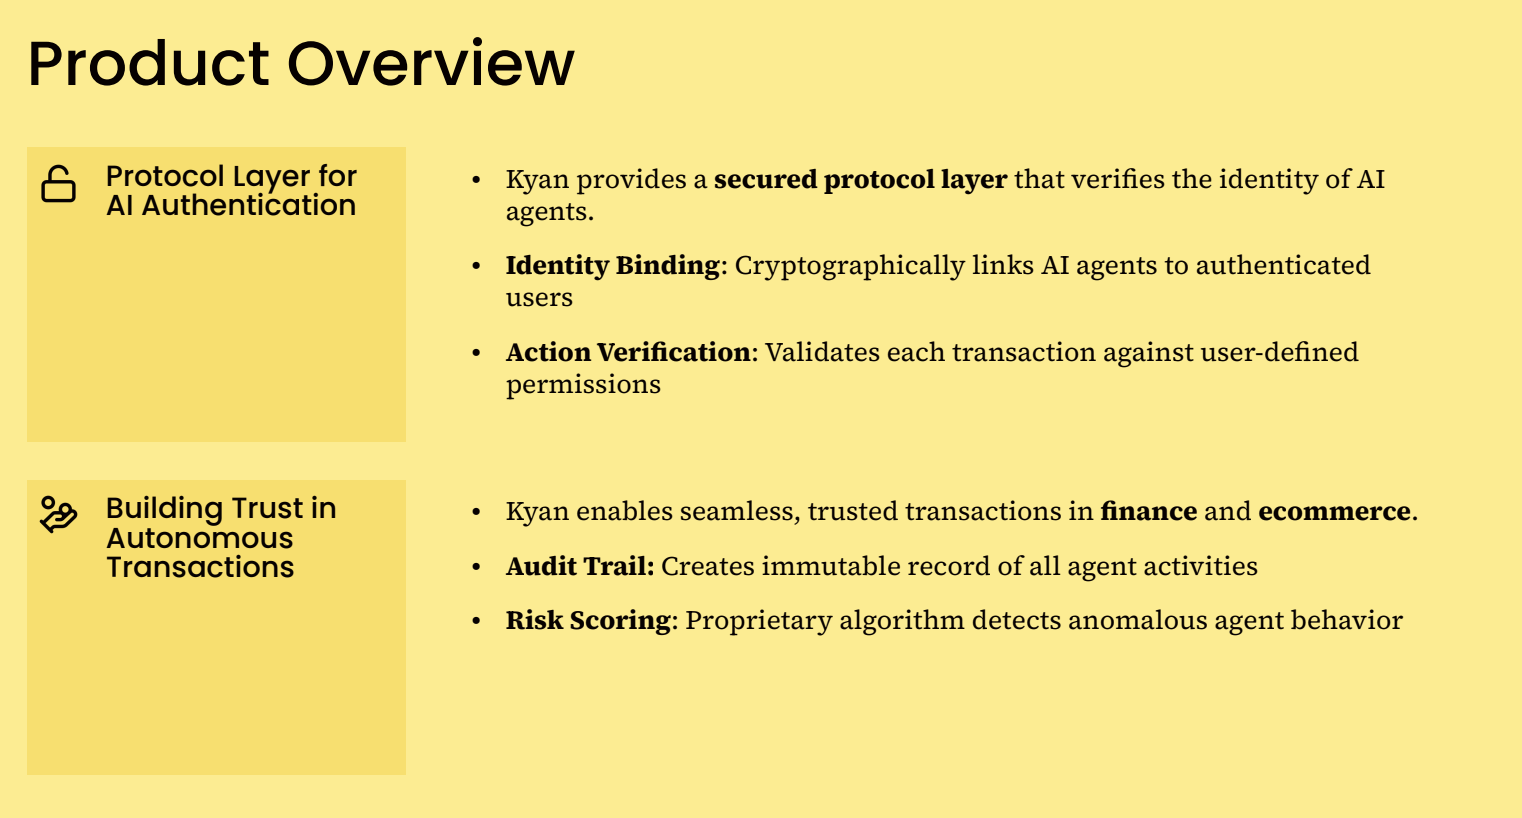 Product Overview
Protocol Layer for
AI Authentication
• Kyan provides a secured protocol layer that verifies the identity of AI
agents.
• Identity Binding: Cryptographically links AI agents to authenticated
users
• Action Verification: Validates each transaction against user-defined
permissions
Building Trust in
Autonomous
Transactions
• Kyan enables seamless, trusted transactions in finance and ecommerce.
• Audit Trail: Creates immutable record of all agent activities
• Risk Scoring: Proprietary algorithm detects anomalous agent behavior